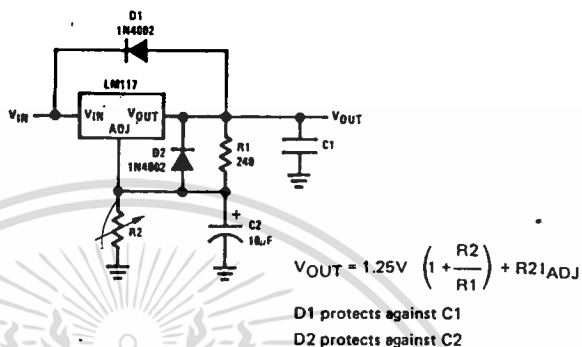 D1
1N4002
LM117
VIN
VIN VOUT
ADJ
VOUT
D2
1N4002
R1
240
C1
R2
+
C2
10μF
VOUT = 1.25V (1 + R2/R1) + R2IADJ
D1 protects against C1
D2 protects against C2